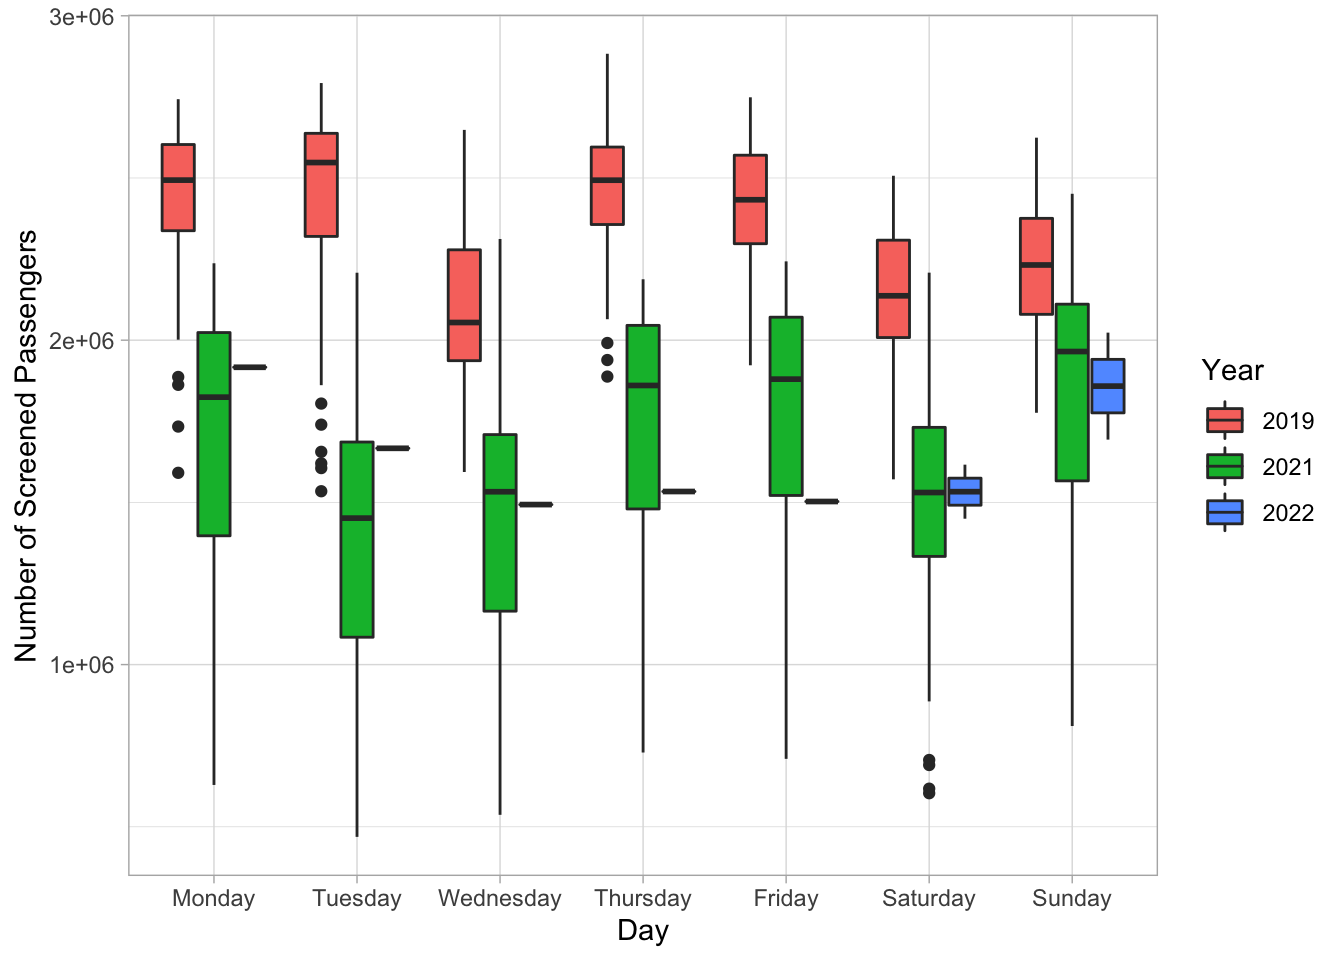 Number of Screened Passengers
3e+06
2e+06
1e+06
Monday
Tuesday
Wednesday
Thursday
Friday
Saturday
Sunday
Day
Year
2019
2021
2022